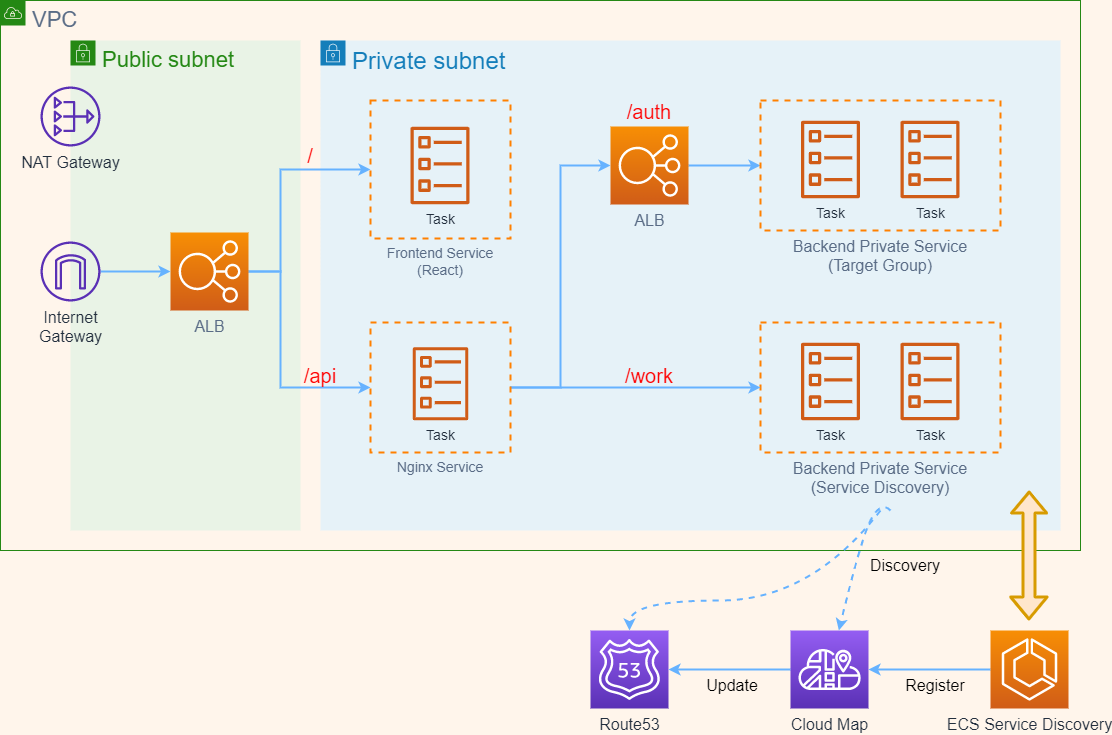 VPC
Public subnet
Private subnet
NAT Gateway
Internet
Gateway
ALB
/
/api
Task
Frontend Service
(React)
Task
Nginx Service
/auth
ALB
/work
Task
Task
Backend Private Service
(Target Group)
Task
Task
Backend Private Service
(Service Discovery)
Discovery
53
Route53
Update
Cloud Map
Register
ECS Service Discovery